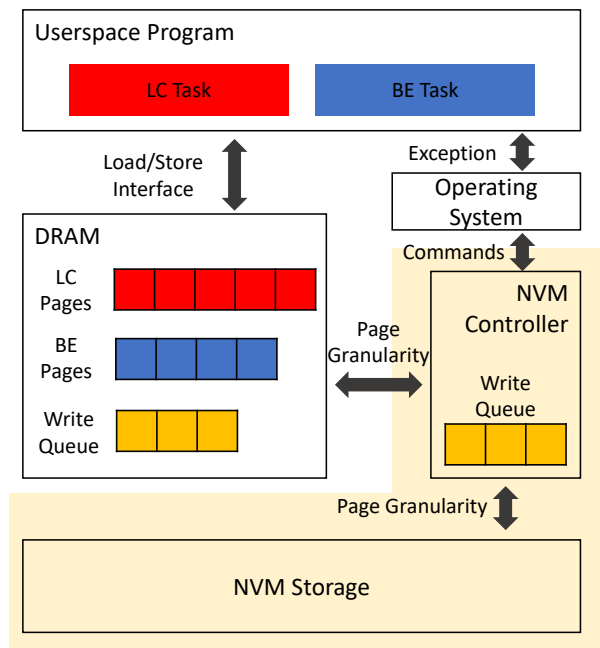 Userspace Program
LC Task
BE Task
Load/Store
Interface
Exception
Operating
System
DRAM
Commands
LC
Pages
NVM
Controller
BE
Pages
Page
Granularity
Write
Queue
Write
Queue
Page Granularity
NVM Storage